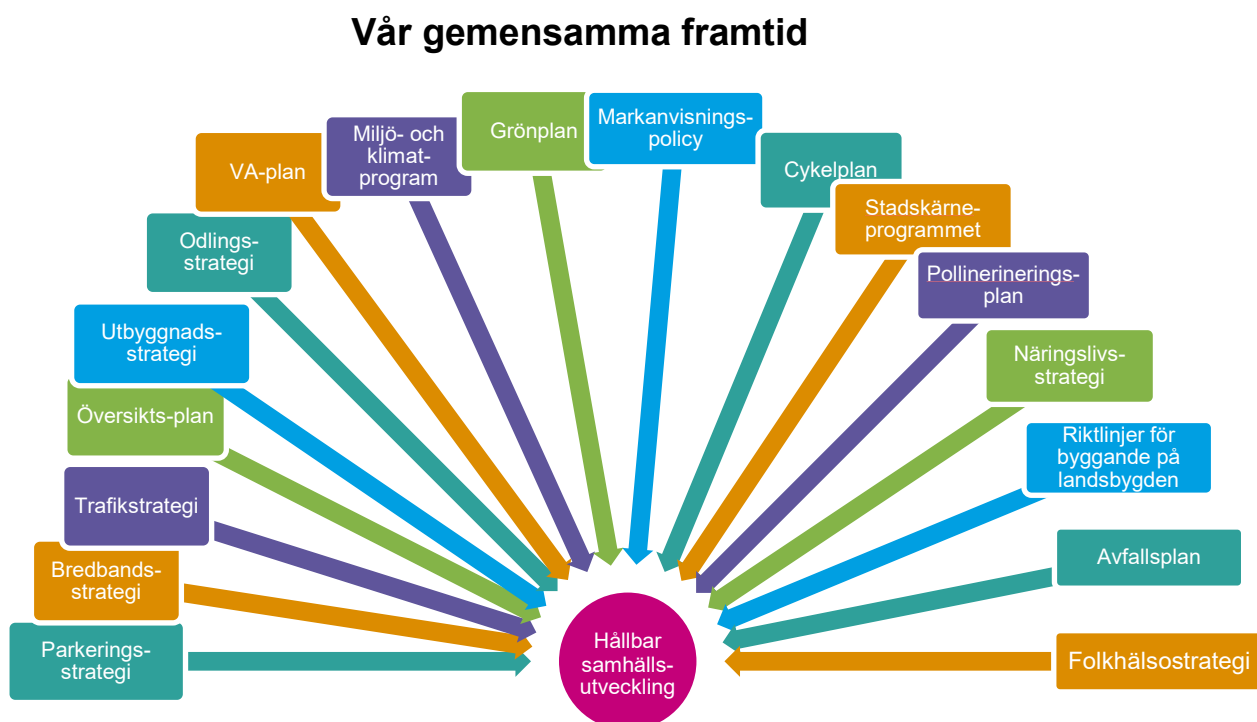 Vår gemensamma framtid
Parkerings-
strategi
Bredbands-
strategi
Trafikstrategi
Översikts-plan
Utbyggnads-
strategi
Odlings-
strategi
VA-plan
Miljö- och
klimat-
program
Grönplan
Markanvisnings-
policy
Cykelplan
Stadskärne-
programmet
Pollinerinerings-
plan
Näringslivs-
strategi
Riktlinjer för
byggande på
landsbygden
Avfallsplan
Folkhälsostrategi
Hållbar
samhälls-
utveckling